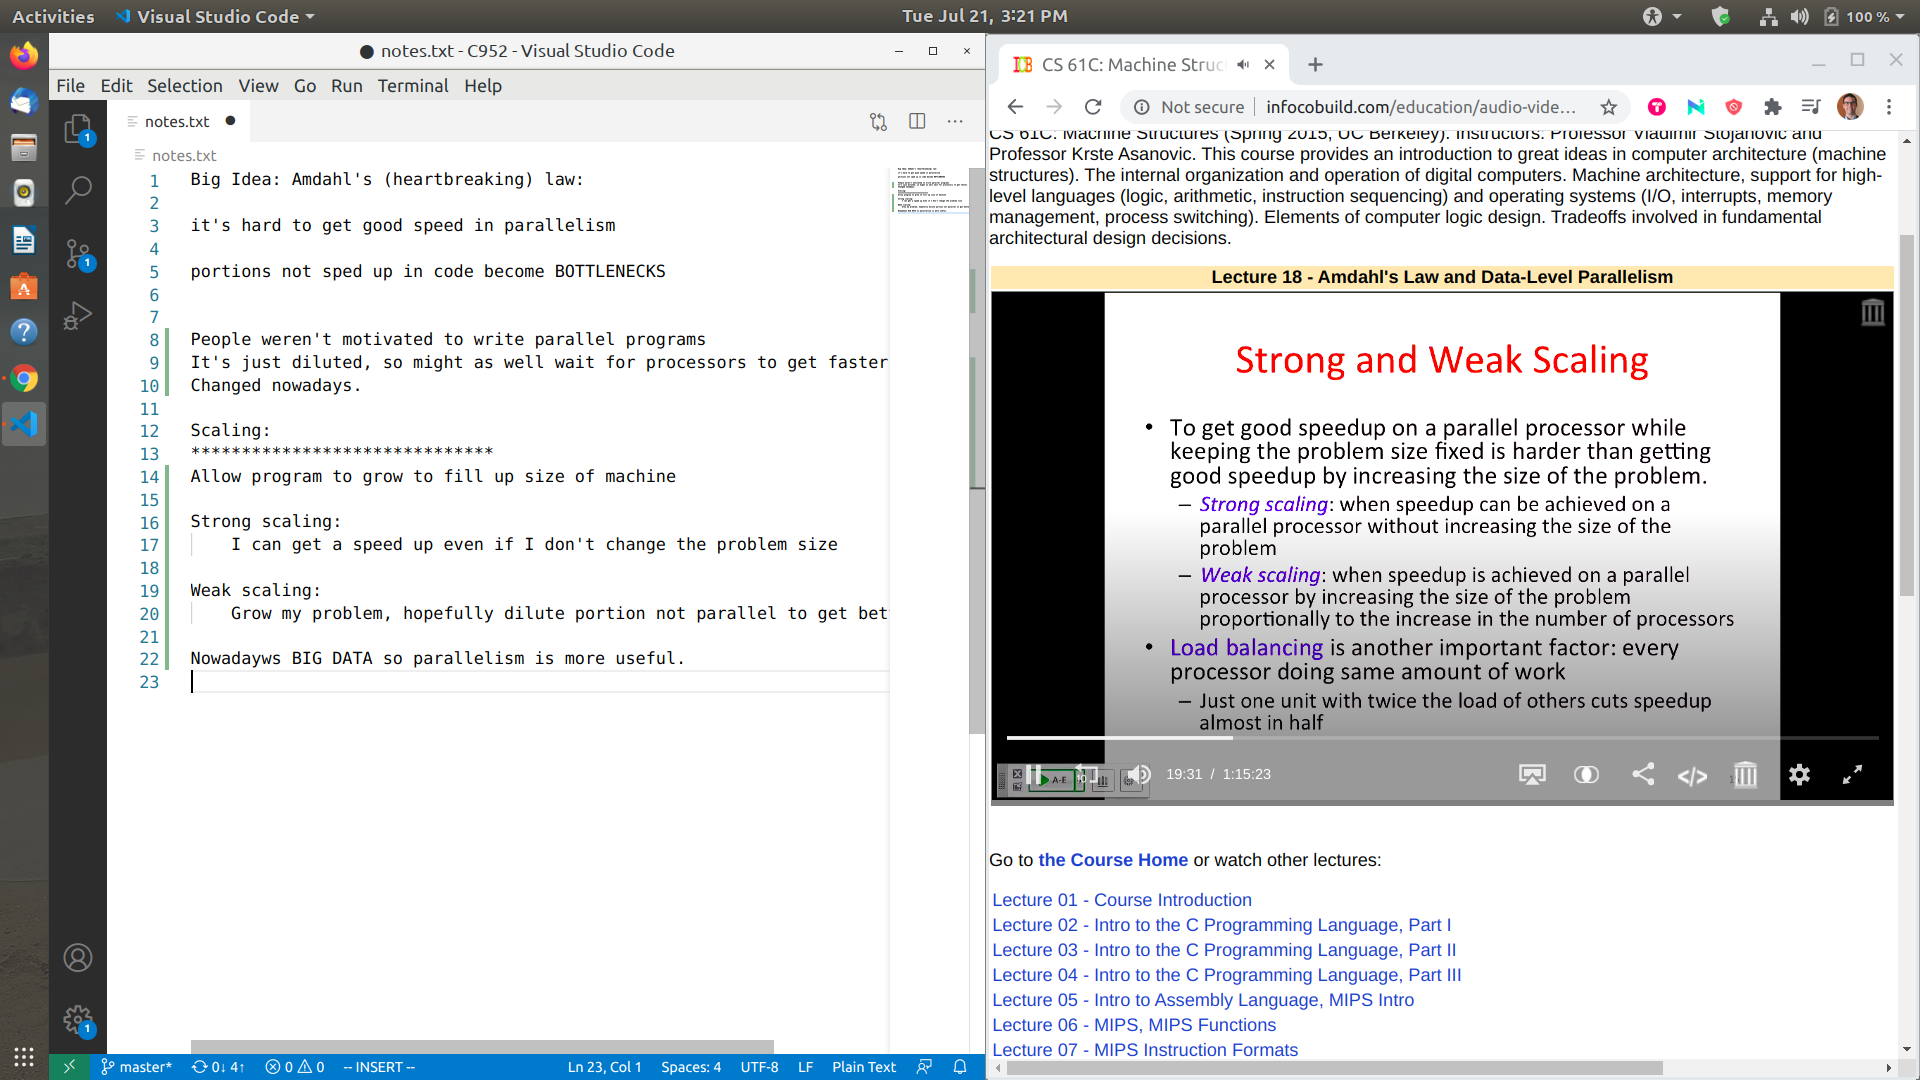 Activities
Visual Studio Code
Tue Jul 21, 3:21 PM
100 %
notes.txt - C952 - Visual Studio Code
File Edit Selection View Go Run Terminal Help
notes.txt
notes.txt
1 Big Idea: Amdahl's (heartbreaking) law:
2
3 it's hard to get good speed in parallelism
4
5 portions not sped up in code become BOTTLENECKS
6
7
8 People weren't motivated to write parallel programs
9 It's just diluted, so might as well wait for processors to get faster
10 Changed nowadays.
11
12 Scaling:
13 ******************************
14 Allow program to grow to fill up size of machine
15
16 Strong scaling:
17 I can get a speed up even if I don't change the problem size
18
19 Weak scaling:
20 Grow my problem, hopefully dilute portion not parallel to get bet
21
22 Nowadayws BIG DATA so parallelism is more useful.
23
1
1
1
master*
0↓ 4↑
0 0
-- INSERT --
Ln 23, Col 1
Spaces: 4
UTF-8
LF
Plain Text
CS 61C: Machine Struc
Not secure
infocobuild.com/education/audio-vide...
CS 61C: Machine Structures (Spring 2015, UC Berkeley). Instructors: Professor Vladimir Stojanovic and
Professor Krste Asanovic. This course provides an introduction to great ideas in computer architecture (machine
structures). The internal organization and operation of digital computers. Machine architecture, support for high-
level languages (logic, arithmetic, instruction sequencing) and operating systems (I/O, interrupts, memory
management, process switching). Elements of computer logic design. Tradeoffs involved in fundamental
architectural design decisions.
Lecture 18 - Amdahl's Law and Data-Level Parallelism
Strong and Weak Scaling
• To get good speedup on a parallel processor while
keeping the problem size fixed is harder than getting
good speedup by increasing the size of the problem.
– Strong scaling: when speedup can be achieved on a
parallel processor without increasing the size of the
problem
– Weak scaling: when speedup is achieved on a parallel
processor by increasing the size of the problem
proportionally to the increase in the number of processors
• Load balancing is another important factor: every
processor doing same amount of work
– Just one unit with twice the load of others cuts speedup
almost in half
A-E
19:31 / 1:15:23
Go to the Course Home or watch other lectures:
Lecture 01 - Course Introduction
Lecture 02 - Intro to the C Programming Language, Part I
Lecture 03 - Intro to the C Programming Language, Part II
Lecture 04 - Intro to the C Programming Language, Part III
Lecture 05 - Intro to Assembly Language, MIPS Intro
Lecture 06 - MIPS, MIPS Functions
Lecture 07 - MIPS Instruction Formats